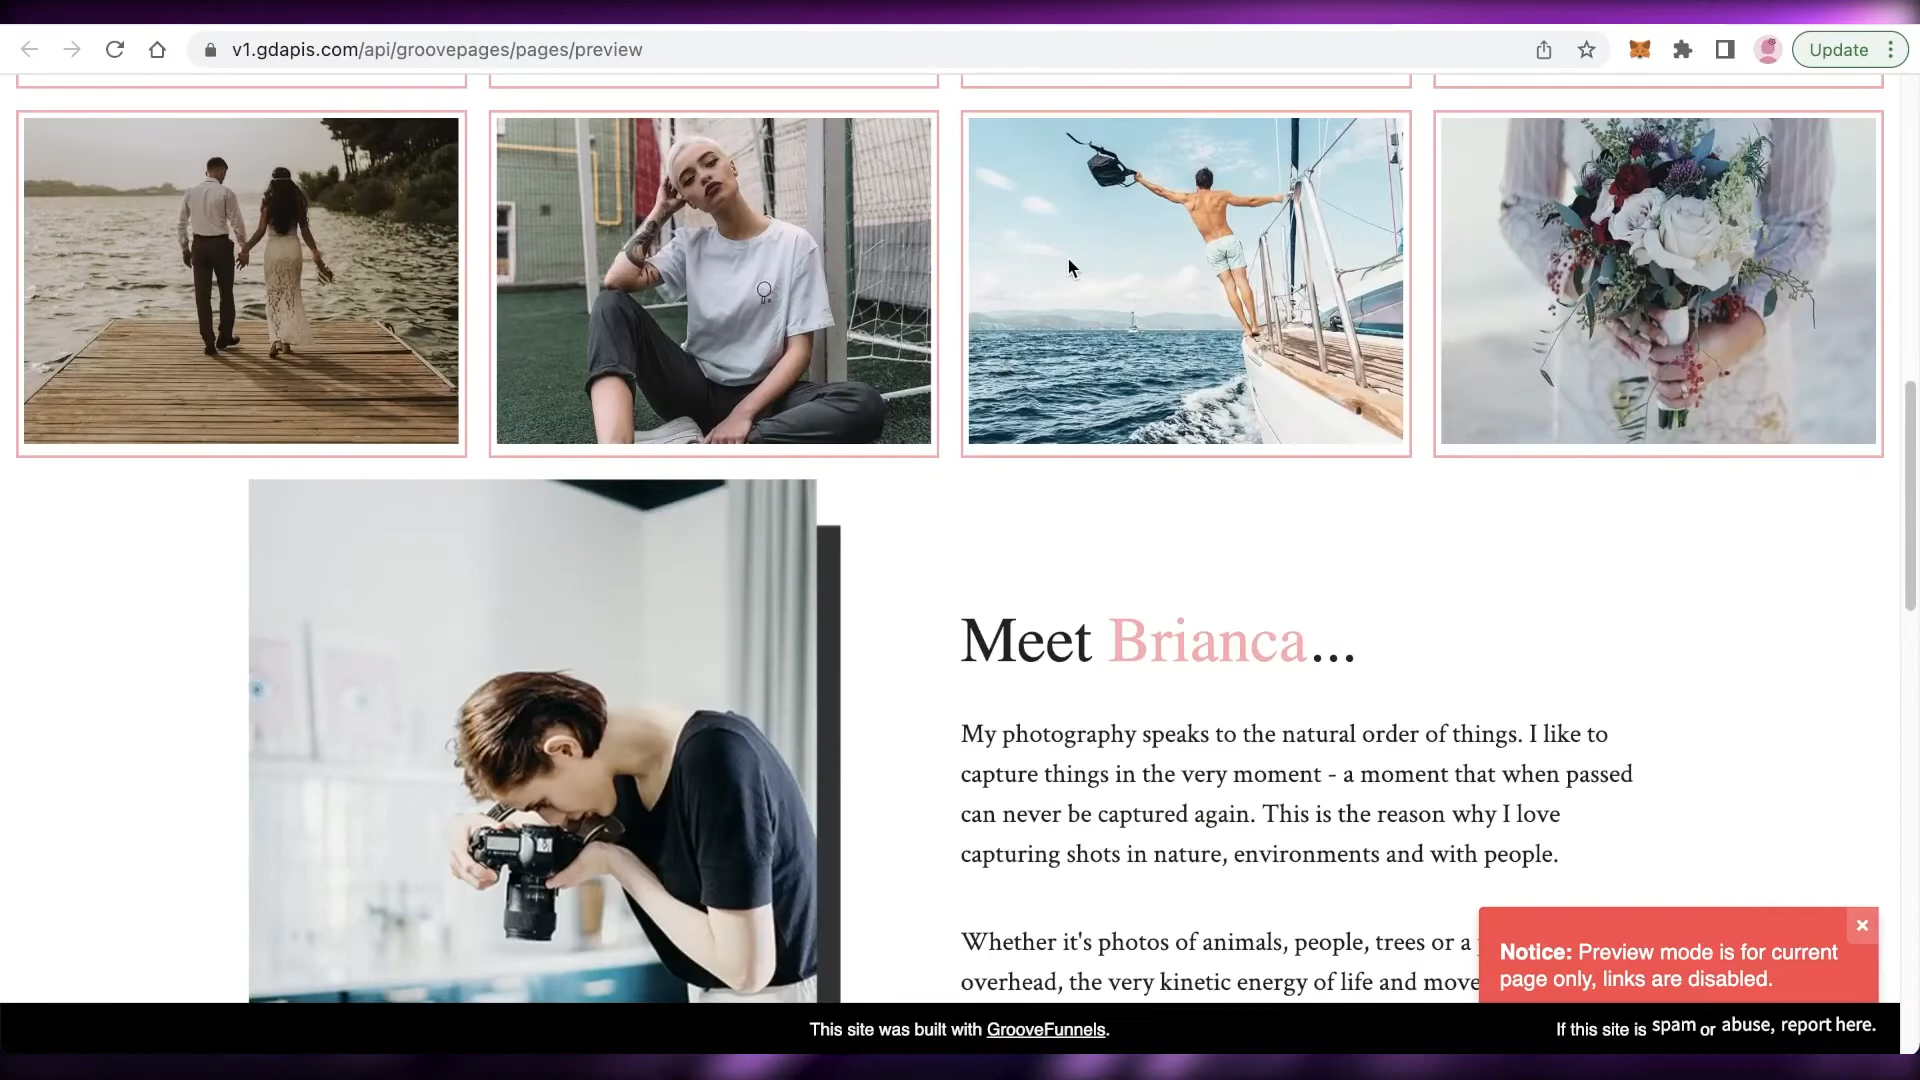 v1.gdapis.com/api/groovepages/pages/preview
Update
Meet Brianca...
My photography speaks to the natural order of things. I like to
capture things in the very moment - a moment that when passed
can never be captured again. This is the reason why I love
capturing shots in nature, environments and with people.
Whether it's photos of animals, people, trees or a
overhead, the very kinetic energy of life and move
Notice: Preview mode is for current
page only, links are disabled.
This site was built with GrooveFunnels.
If this site is spam or abuse, report here.